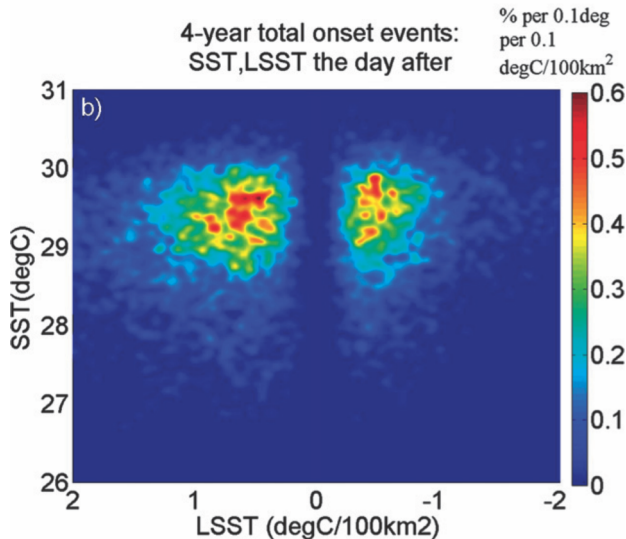 4-year total onset events:
SST,LSST the day after
% per 0.1deg
per 0.1
degC/100km²
b)
31
30
29
28
27
26
SST(degC)
2
1
0
-1
-2
LSST (degC/100km2)
0.6
0.5
0.4
0.3
0.2
0.1
0